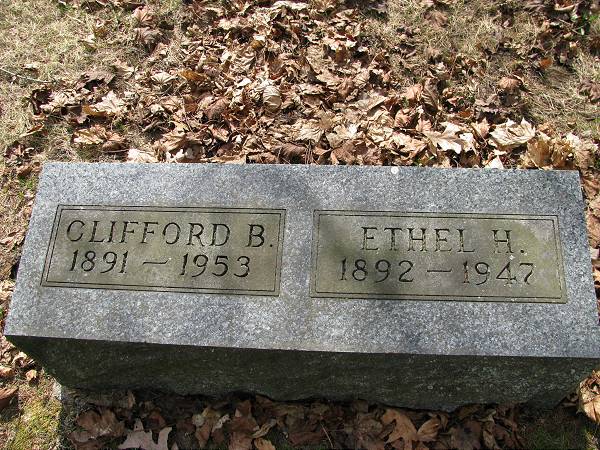 CLIFFORD B.
1891 — 1953
ETHEL H.
1892 — 1947